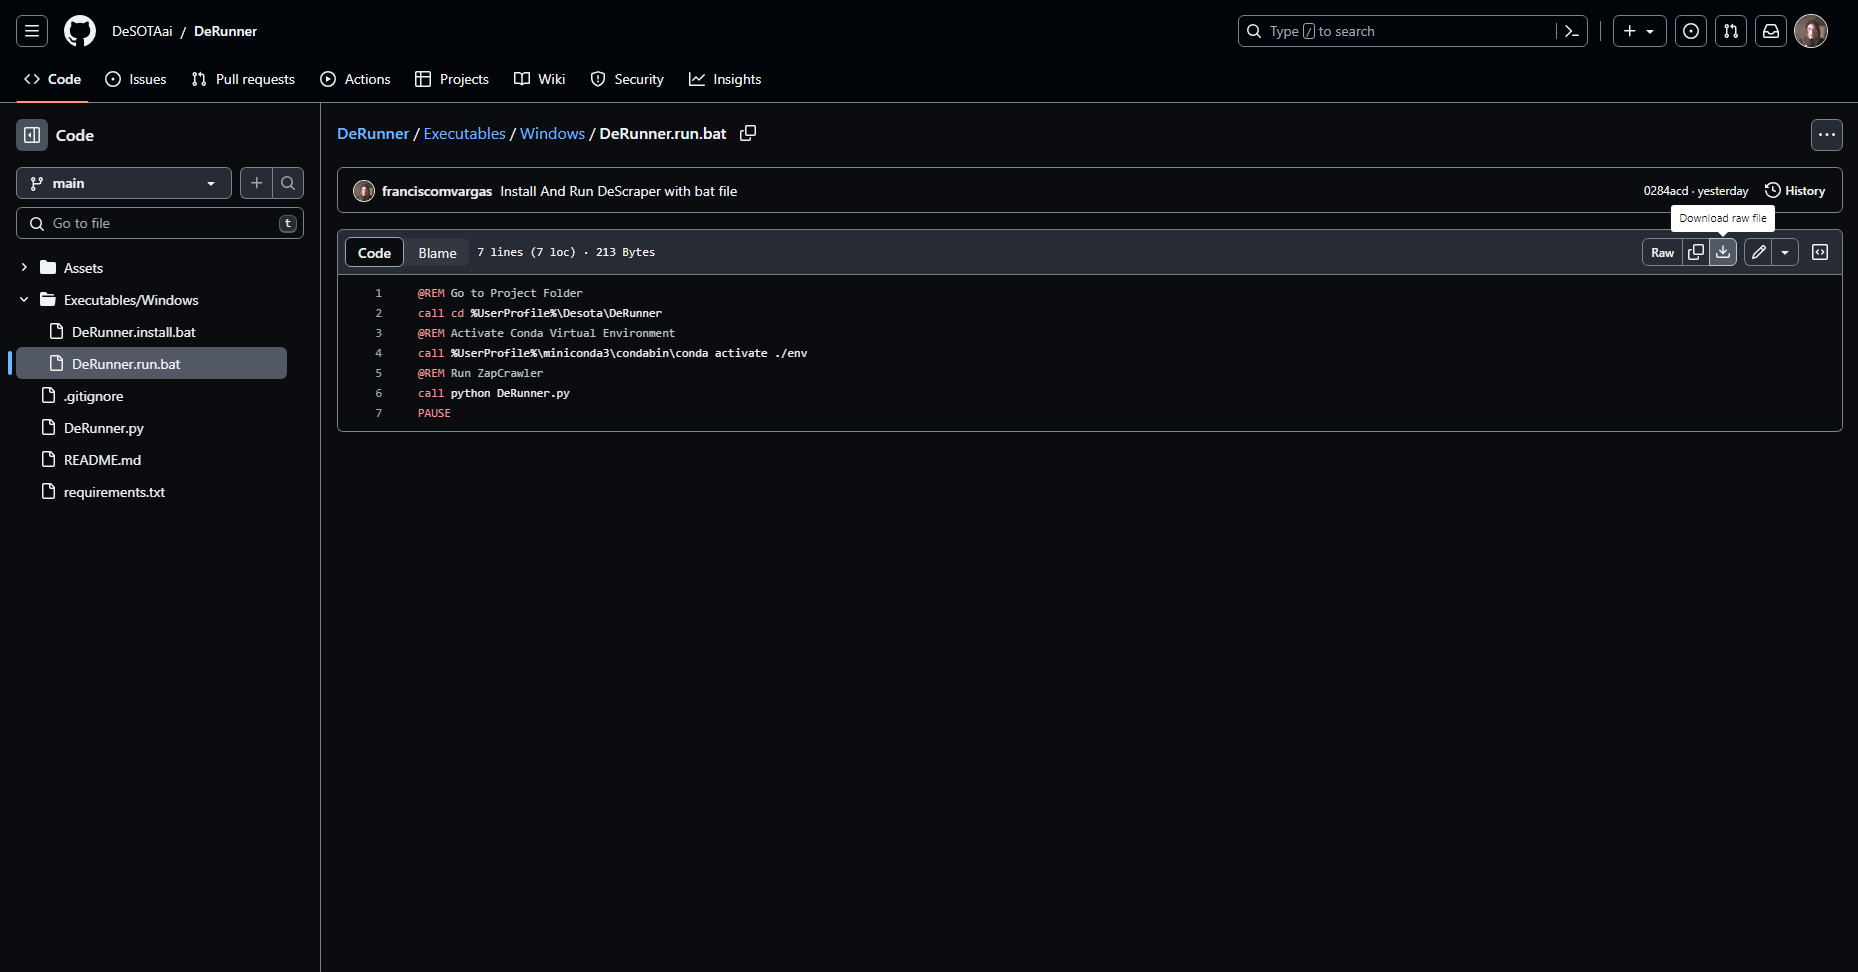 DeSOTAai / DeRunner
Type / to search
Code
Issues
Pull requests
Actions
Projects
Wiki
Security
Insights
Code
main
Go to file
t
Assets
Executables/Windows
DeRunner.install.bat
DeRunner.run.bat
.gitignore
DeRunner.py
README.md
requirements.txt
DeRunner / Executables / Windows / DeRunner.run.bat
franciscomvargas Install And Run DeScraper with bat file
0284acd · yesterday
History
Download raw file
Code
Blame
7 lines (7 loc) · 213 Bytes
Raw
1 @REM Go to Project Folder
2 call cd %UserProfile%\Desota\DeRunner
3 @REM Activate Conda Virtual Environment
4 call %UserProfile%\miniconda3\condabin\conda activate ./env
5 @REM Run ZapCrawler
6 call python DeRunner.py
7 PAUSE